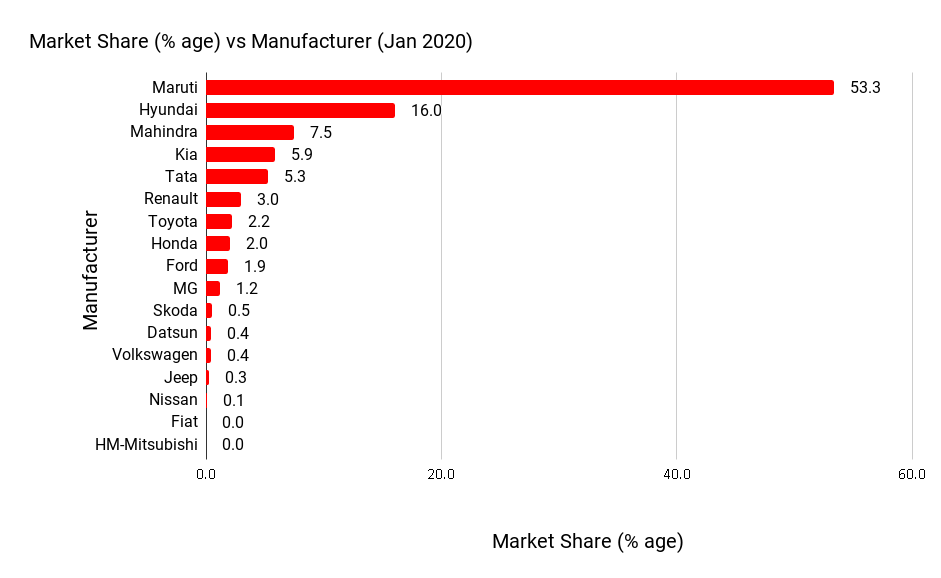 Market Share (% age) vs Manufacturer (Jan 2020)
Manufacturer
Maruti 53.3
Hyundai 16.0
Mahindra 7.5
Kia 5.9
Tata 5.3
Renault 3.0
Toyota 2.2
Honda 2.0
Ford 1.9
MG 1.2
Skoda 0.5
Datsun 0.4
Volkswagen 0.4
Jeep 0.3
Nissan 0.1
Fiat 0.0
HM-Mitsubishi 0.0
0.0 20.0 40.0 60.0
Market Share (% age)